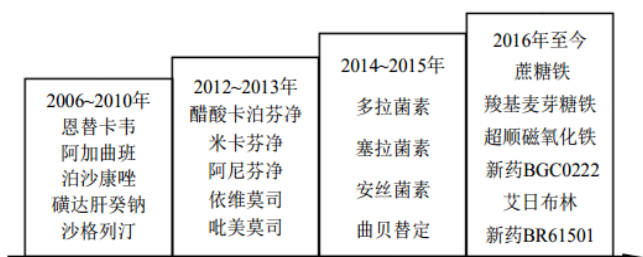 2006~2010年
恩替卡韦
阿加曲班
泊沙康唑
磺达肝癸钠
沙格列汀
2012~2013年
醋酸卡泊芬净
米卡芬净
阿尼芬净
依维莫司
吡美莫司
2014~2015年
多拉菌素
塞拉菌素
安丝菌素
曲贝替定
2016年至今
蔗糖铁
羧基麦芽糖铁
超顺磁氧化铁
新药BGC0222
艾日布林
新药BR61501